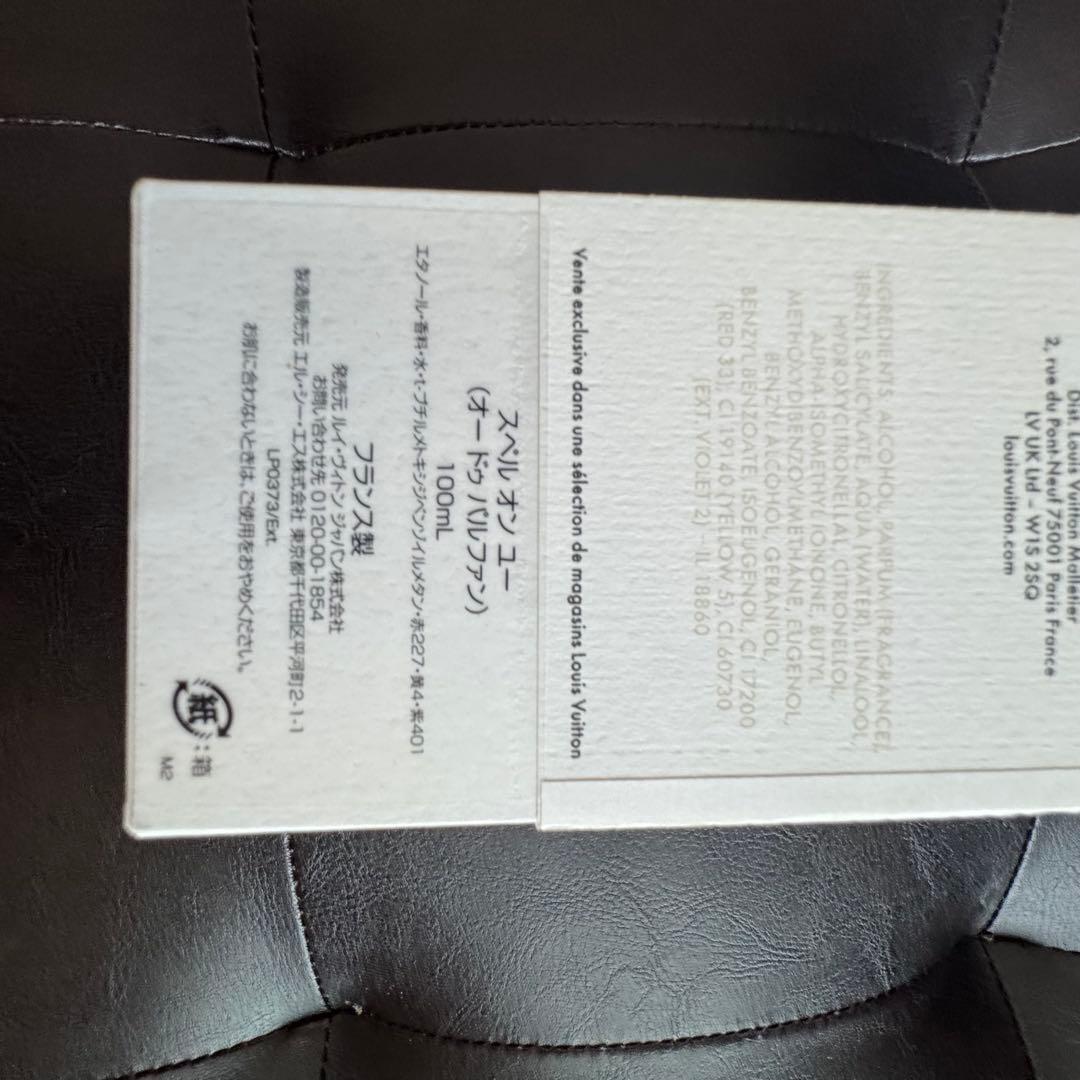 Dist. Louis Vuitton Malletier
2, rue du Pont-Neuf 75001 Paris France
LV UK Ltd – W1S 2SQ
louisvuitton.com
INGREDIENTS: ALCOHOL, PARFUM (FRAGRANCE),
BENZYL SALICYLATE, AQUA (WATER), LINALOOL,
HYDROXYCITRONELLAL, CITRONELLOL,
ALPHA-ISOMETHYL IONONE, BUTYL
METHOXYDIBENZOYLMETHANE, EUGENOL,
BENZYL ALCOHOL, GERANIOL,
BENZYL BENZOATE, ISOEUGENOL, CI 17200
(RED 33), CI 19140 (YELLOW 5), CI 60730
(EXT. VIOLET 2) – IL 18860
Vente exclusive dans une sélection de magasins Louis Vuitton
スペル オン ユー
(オー ドゥ パルファン)
100mL
エタノール・香料・水・t-ブチルメトキシジベンゾイルメタン・赤227・黄4・紫401
フランス製
発売元 ルイ・ヴィトン ジャパン株式会社
お問い合わせ先 0120-00-1854
製造販売元 エル・シー・エス株式会社 東京都千代田区平河町2-1-1
LP0373/Ext.
お肌に合わないときは、ご使用をおやめください。
紙:箱
M2